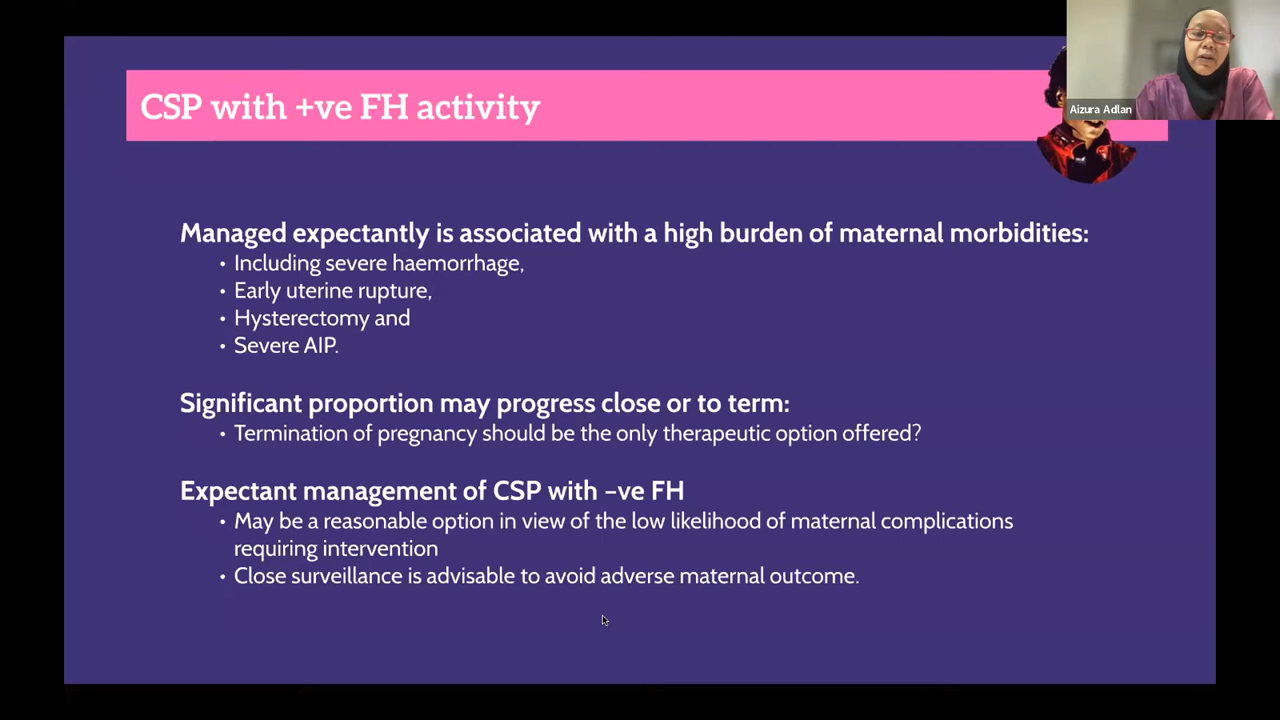 CSP with +ve FH activity
Aizura Adlan
Managed expectantly is associated with a high burden of maternal morbidities:
• Including severe haemorrhage,
• Early uterine rupture,
• Hysterectomy and
• Severe AIP.
Significant proportion may progress close or to term:
• Termination of pregnancy should be the only therapeutic option offered?
Expectant management of CSP with –ve FH
• May be a reasonable option in view of the low likelihood of maternal complications
requiring intervention
• Close surveillance is advisable to avoid adverse maternal outcome.